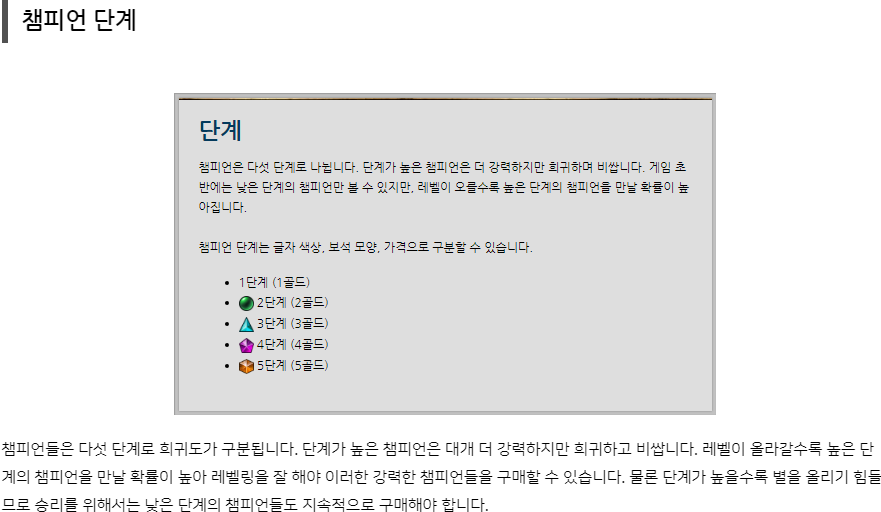 챔피언 단계
단계
챔피언은 다섯 단계로 나뉩니다. 단계가 높은 챔피언은 더 강력하지만 희귀하며 비쌉니다. 게임 초
반에는 낮은 단계의 챔피언만 볼 수 있지만, 레벨이 오를수록 높은 단계의 챔피언을 만날 확률이 높
아집니다.
챔피언 단계는 글자 색상, 보석 모양, 가격으로 구분할 수 있습니다.
• 1단계 (1골드)
• 2단계 (2골드)
• 3단계 (3골드)
• 4단계 (4골드)
• 5단계 (5골드)
챔피언들은 다섯 단계로 희귀도가 구분됩니다. 단계가 높은 챔피언은 대개 더 강력하지만 희귀하고 비쌉니다. 레벨이 올라갈수록 높은 단
계의 챔피언을 만날 확률이 높아 레벨링을 잘 해야 이러한 강력한 챔피언들을 구매할 수 있습니다. 물론 단계가 높을수록 별을 올리기 힘들
므로 승리를 위해서는 낮은 단계의 챔피언들도 지속적으로 구매해야 합니다.